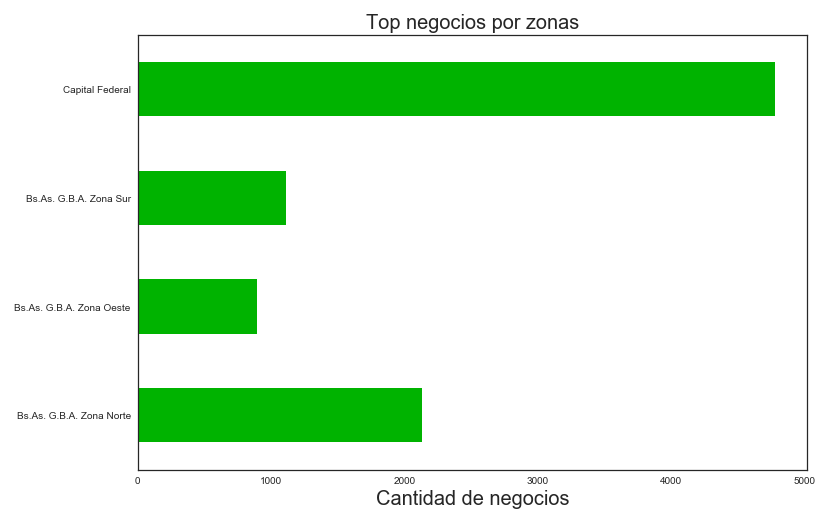 Top negocios por zonas
Capital Federal
Bs.As. G.B.A. Zona Sur
Bs.As. G.B.A. Zona Oeste
Bs.As. G.B.A. Zona Norte
0 1000 2000 3000 4000 5000
Cantidad de negocios